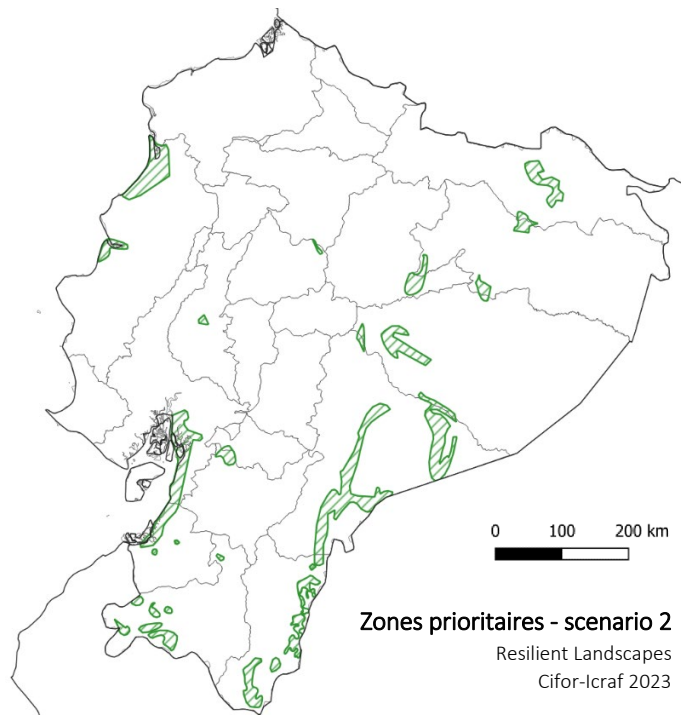 0 100 200 km
Zones prioritaires - scenario 2
Resilient Landscapes
Cifor-Icraf 2023